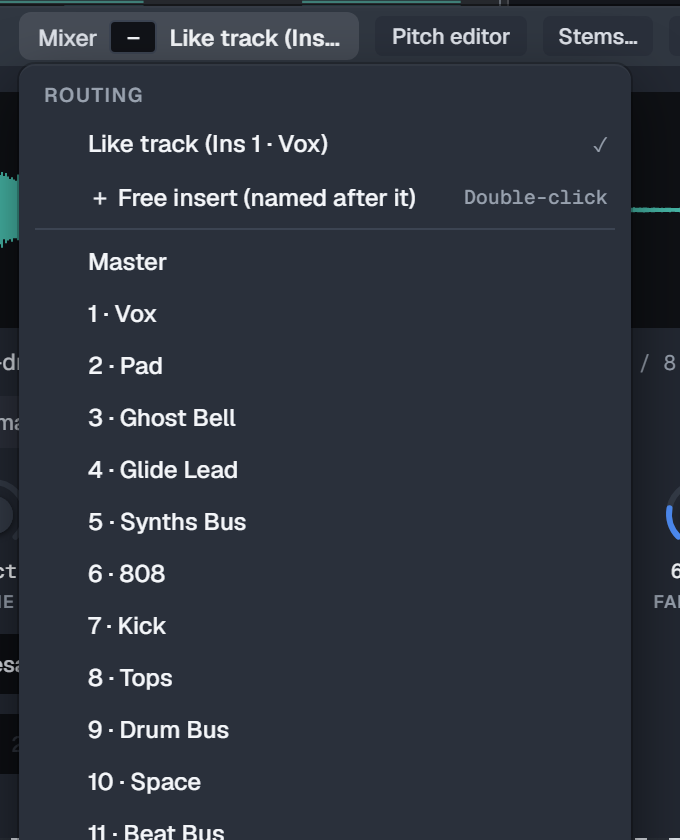 Mixer – Like track (Ins… Pitch editor Stems…
ROUTING
Like track (Ins 1 · Vox) ✓
+ Free insert (named after it) Double-click
Master
1 · Vox
2 · Pad
/ 8
3 · Ghost Bell
4 · Glide Lead
5 · Synths Bus
6 · 808
7 · Kick
8 · Tops
9 · Drum Bus
10 · Space
11 · Beat Bus